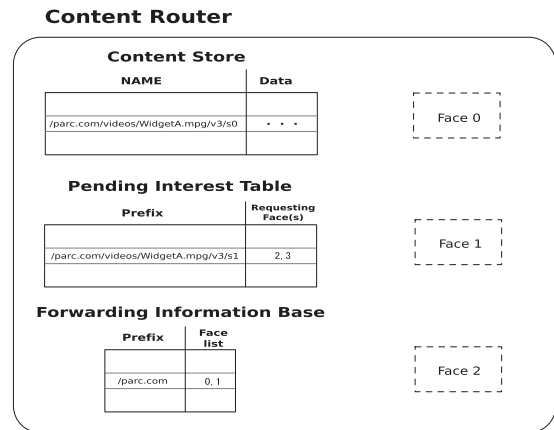 Content Router
Content Store
NAME Data
/parc.com/videos/WidgetA.mpg/v3/s0 . . .
Face 0
Pending Interest Table
Prefix Requesting Face(s)
/parc.com/videos/WidgetA.mpg/v3/s1 2, 3
Face 1
Forwarding Information Base
Prefix Face list
/parc.com 0, 1
Face 2